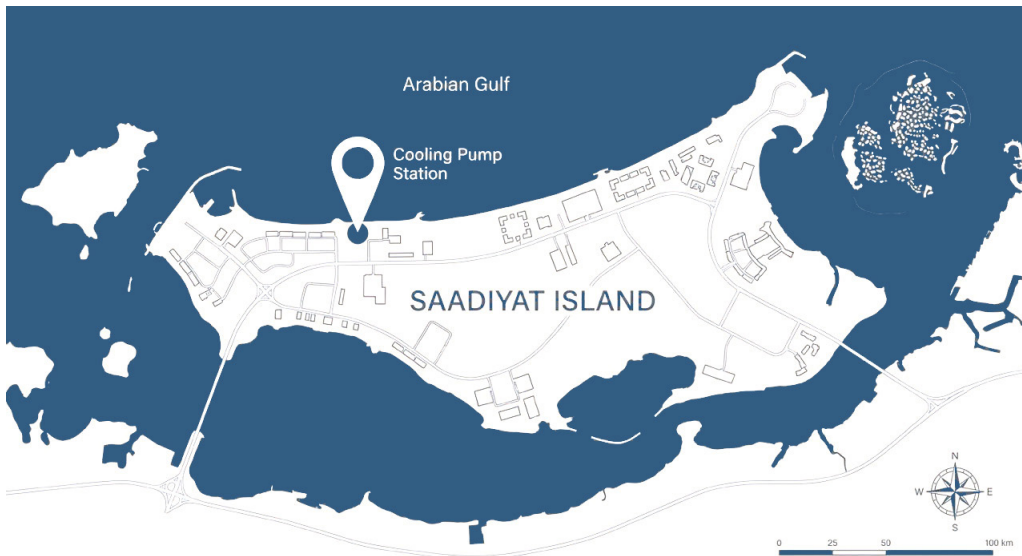 Arabian Gulf
Cooling Pump
Station
SAADIYAT ISLAND
N
W E
S
0 25 50 100 km